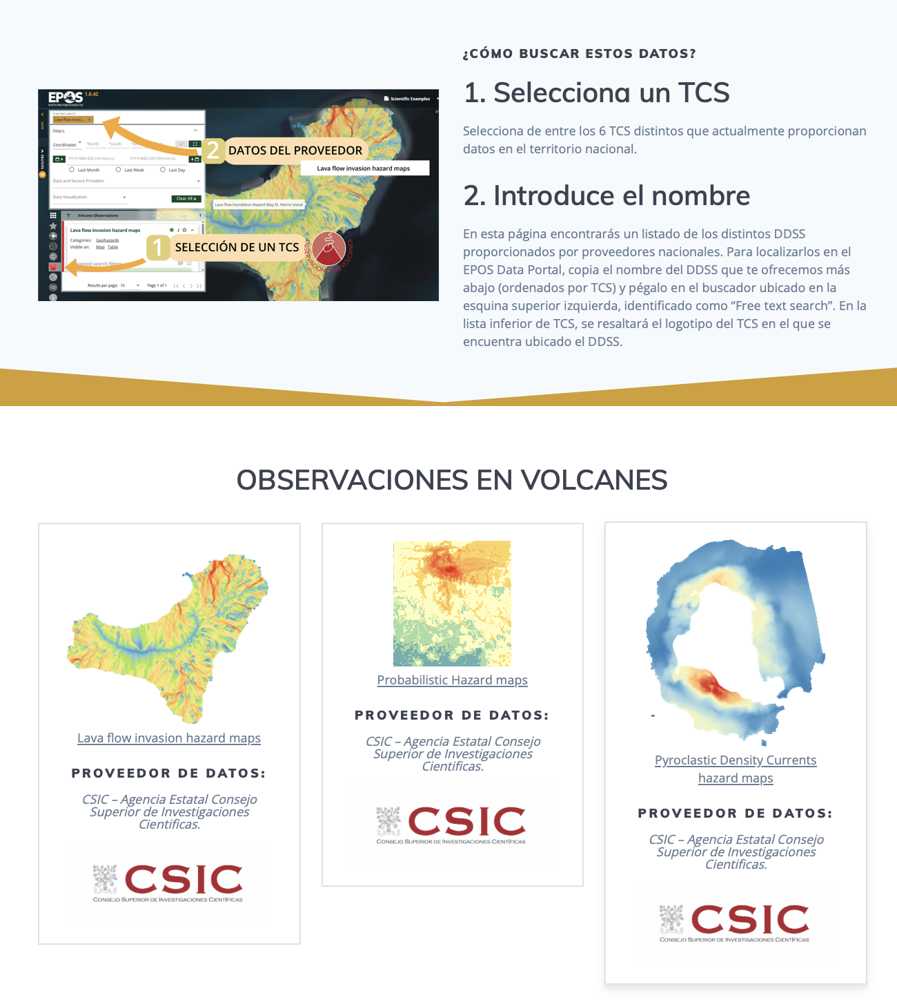 ¿CÓMO BUSCAR ESTOS DATOS?
1. Selecciona un TCS
Selecciona de entre los 6 TCS distintos que actualmente proporcionan
datos en el territorio nacional.
2. Introduce el nombre
En esta página encontrarás un listado de los distintos DDSS
proporcionados por proveedores nacionales. Para localizarlos en el
EPOS Data Portal, copia el nombre del DDSS que te ofrecemos más
abajo (ordenados por TCS) y pégalo en el buscador ubicado en la
esquina superior izquierda, identificado como “Free text search”. En la
lista inferior de TCS, se resaltará el logotipo del TCS en el que se
encuentra ubicado el DDSS.
EPOS 1.0.42
Scientific Examples
Free text search
Lava flow invas...
DATA
Filters
Coordinates
°North
°South
2 DATOS DEL PROVEEDOR
Lava flow invasion hazard maps
FACILITIES
YYYY-MM-DD HH:mm:ss
YYYY-MM-DD HH:mm:ss
Last Month
Last Week
Last Day
Data and Service Providers
Data Visualization
Clear All ×
Lava flow inundation Hazard Map EL Hierro Island
Volcano Observations
1
Lava flow invasion hazard maps
Categories: Geohazards
Visible on: Map Table
1 SELECCIÓN DE UN TCS
OBSERVACIONES EN VOLCANES
Results per page: 10
Page 1 of 1
OBSERVACIONES EN VOLCANES
Lava flow invasion hazard maps
PROVEEDOR DE DATOS:
CSIC – Agencia Estatal Consejo
Superior de Investigaciones
Cientificas.
CSIC
CONSEJO SUPERIOR DE INVESTIGACIONES CIENTÍFICAS
Probabilistic Hazard maps
PROVEEDOR DE DATOS:
CSIC – Agencia Estatal Consejo
Superior de Investigaciones
Cientificas.
CSIC
CONSEJO SUPERIOR DE INVESTIGACIONES CIENTÍFICAS
Pyroclastic Density Currents
hazard maps
PROVEEDOR DE DATOS:
CSIC – Agencia Estatal Consejo
Superior de Investigaciones
Cientificas.
CSIC
CONSEJO SUPERIOR DE INVESTIGACIONES CIENTÍFICAS